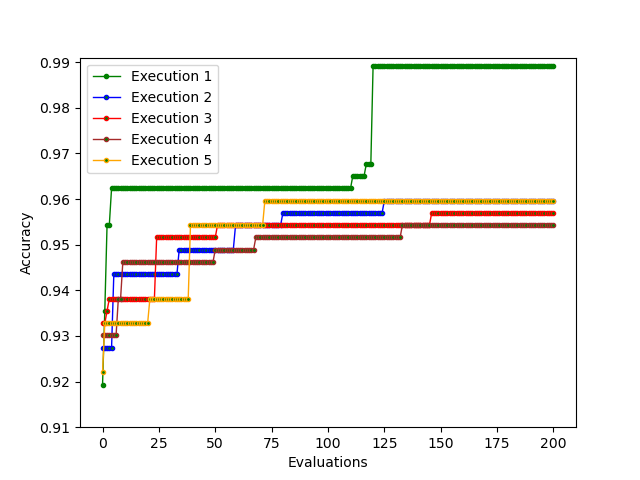 0.99
0.98
0.97
0.96
0.95
0.94
0.93
0.92
0.91
Accuracy
Execution 1
Execution 2
Execution 3
Execution 4
Execution 5
0 25 50 75 100 125 150 175 200
Evaluations